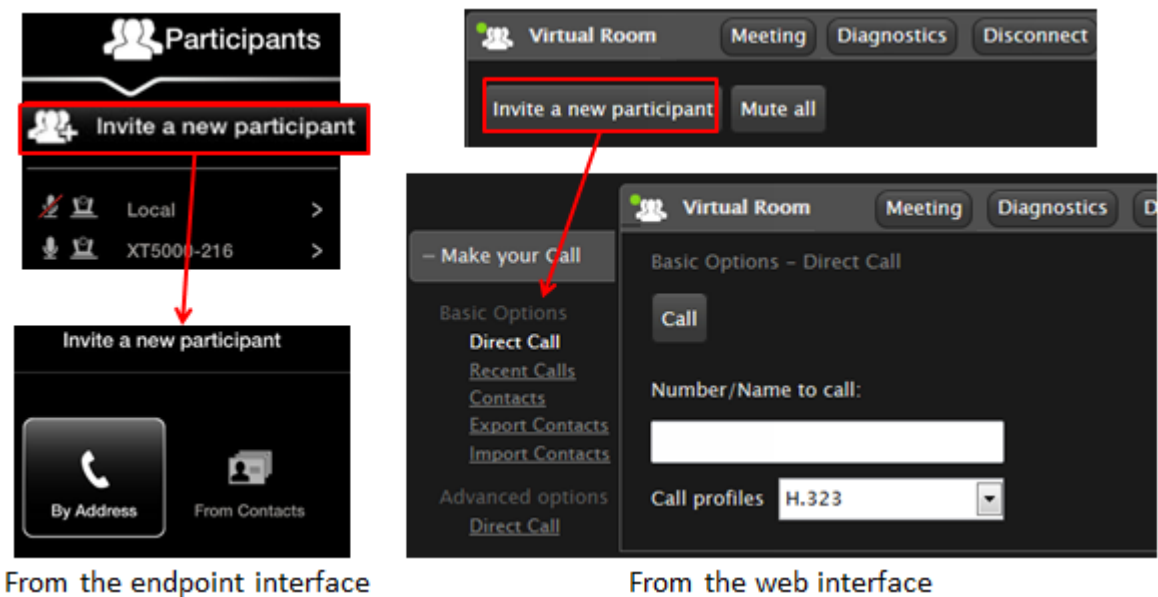 Participants
Invite a new participant
Local >
XT5000-216 >
Invite a new participant
By Address
From Contacts
From the endpoint interface
Virtual Room Meeting Diagnostics Disconnect
Invite a new participant Mute all
Virtual Room Meeting Diagnostics D
– Make your Call
Basic Options – Direct Call
Basic Options
Direct Call
Recent Calls
Contacts
Export Contacts
Import Contacts
Advanced options
Direct Call
Call
Number/Name to call:
Call profiles H.323
From the web interface